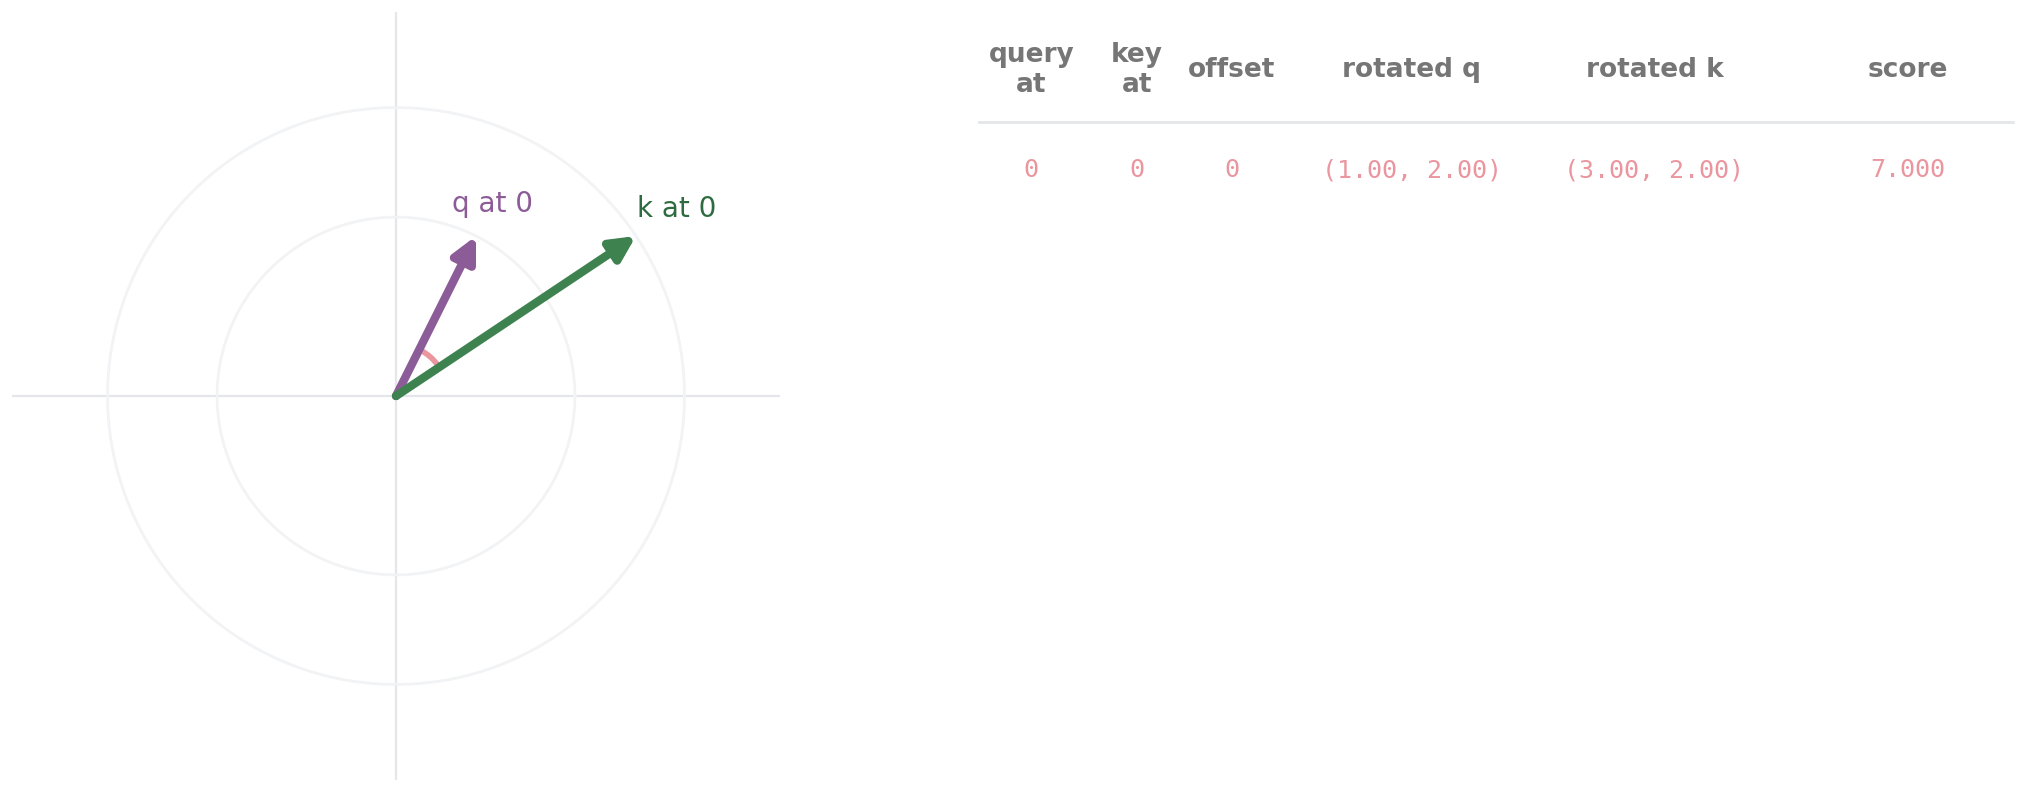 q at 0
k at 0
query at
key at
offset
rotated q
rotated k
score
0 0 0 (1.00, 2.00) (3.00, 2.00) 7.000